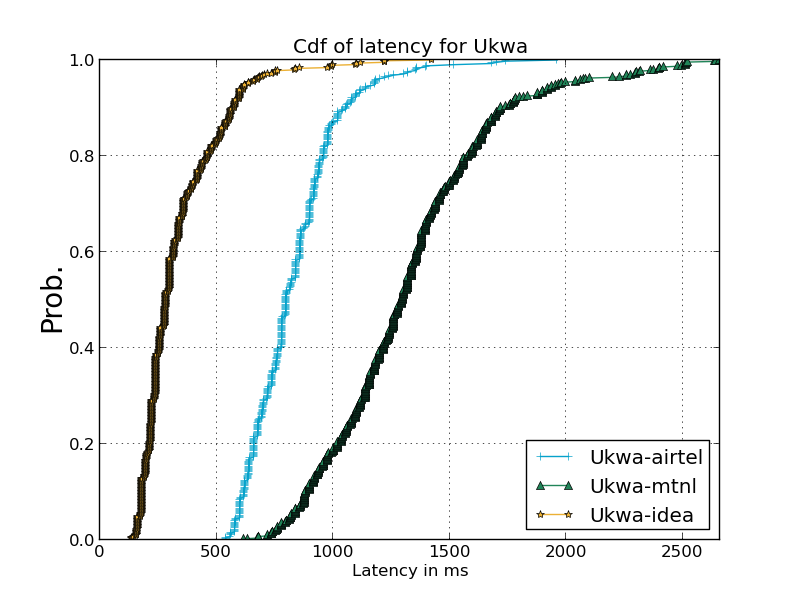 Cdf of latency for Ukwa
Prob.
1.0
0.8
0.6
0.4
0.2
0.0
0 500 1000 1500 2000 2500
Latency in ms
Ukwa-airtel
Ukwa-mtnl
Ukwa-idea